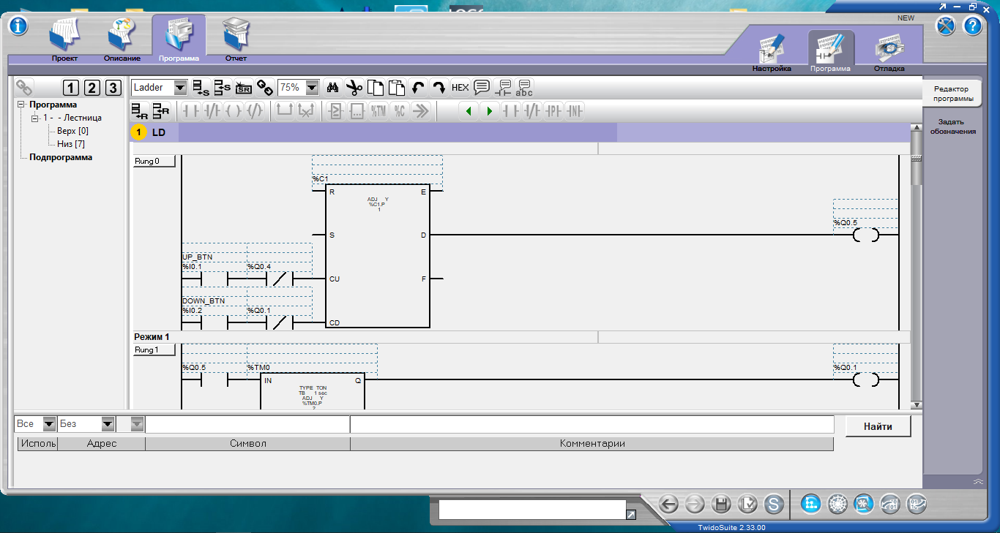 NEW
Проект
Описание
Программа
Отчет
Настройка
Программа
Отладка
1 2 3
Ladder
75%
HEX
abc
Редактор
программы
Задать
обозначения
Программа
1 - - Лестница
Верх [0]
Низ [7]
Подпрограмма
%TM
%C
1 LD
Rung 0
%C1
R
E
ADJ Y
%C1.P
1
%Q0.5
S
D
UP_BTN
%I0.1
%Q0.4
CU
F
DOWN_BTN
%I0.2
%Q0.1
CD
Режим 1
Rung 1
%Q0.5
%TM0
%Q0.1
IN
Q
TYPE TON
TB 1 sec
ADJ Y
%TM0.P
Все
Без
Найти
Исполь
Адрес
Символ
Комментарии
TwidoSuite 2.33.00